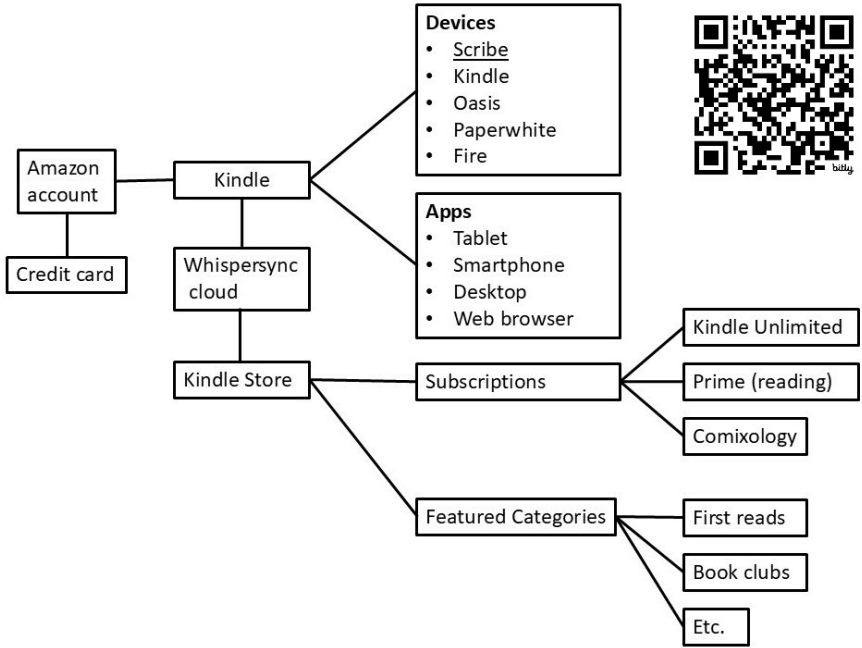 Devices
• Scribe
• Kindle
• Oasis
• Paperwhite
• Fire
bitly
Amazon
account
Kindle
Apps
• Tablet
• Smartphone
• Desktop
• Web browser
Credit card
Whispersync
cloud
Kindle Store
Subscriptions
Kindle Unlimited
Prime (reading)
Comixology
Featured Categories
First reads
Book clubs
Etc.